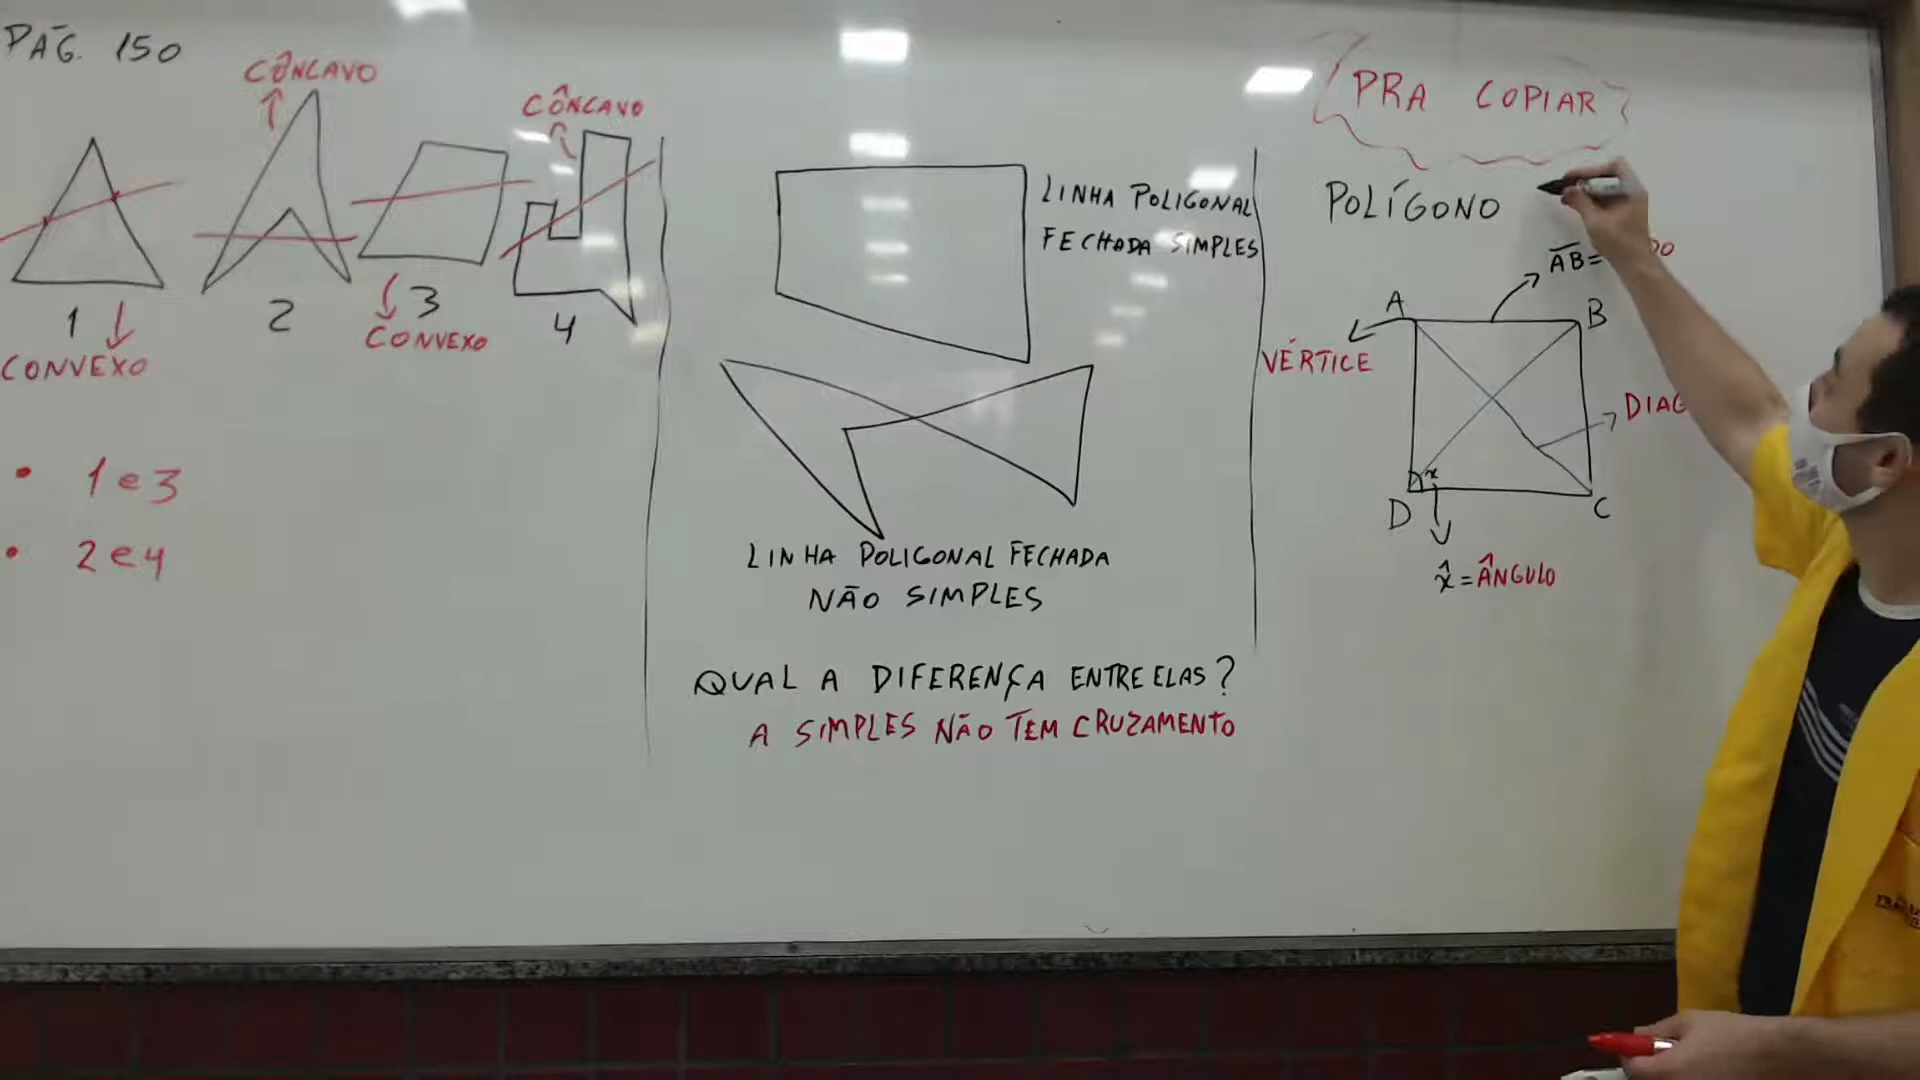 PÁG. 150
CÔNCAVO
CÔNCAVO
1
2
3
4
CONVEXO
CONVEXO
• 1 e 3
• 2 e 4
LINHA POLIGONAL
FECHADA SIMPLES
LINHA POLIGONAL FECHADA
NÃO SIMPLES
QUAL A DIFERENÇA ENTRE ELAS?
A SIMPLES NÃO TEM CRUZAMENTO
PRA COPIAR
POLÍGONO
AB=
A
B
VÉRTICE
DIAG
x
D
C
x̂ = ÂNGULO